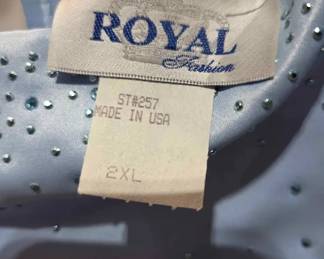 ROYAL
Fashion
ST#257
MADE IN USA
2XL